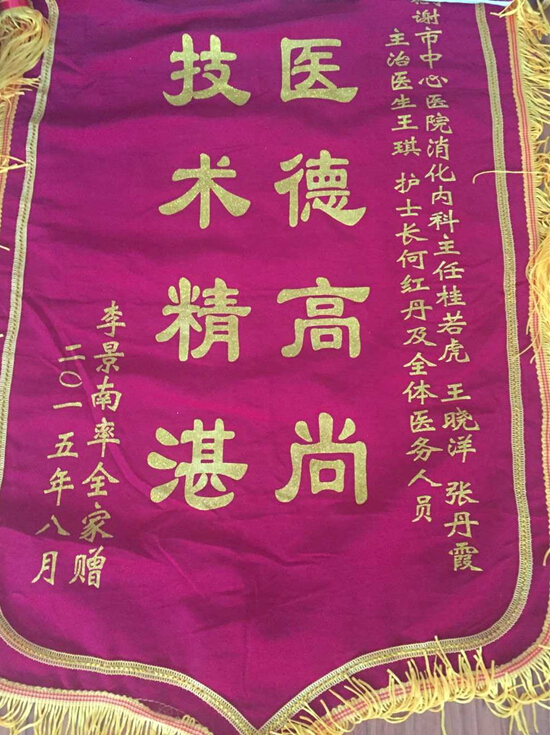 谢市中心医院消化内科主任桂若虎 王晓洋 张丹霞
主治医生王琪 护士长何红丹及全体医务人员
医德高尚
技术精湛
李景南率全家赠
二〇一五年八月